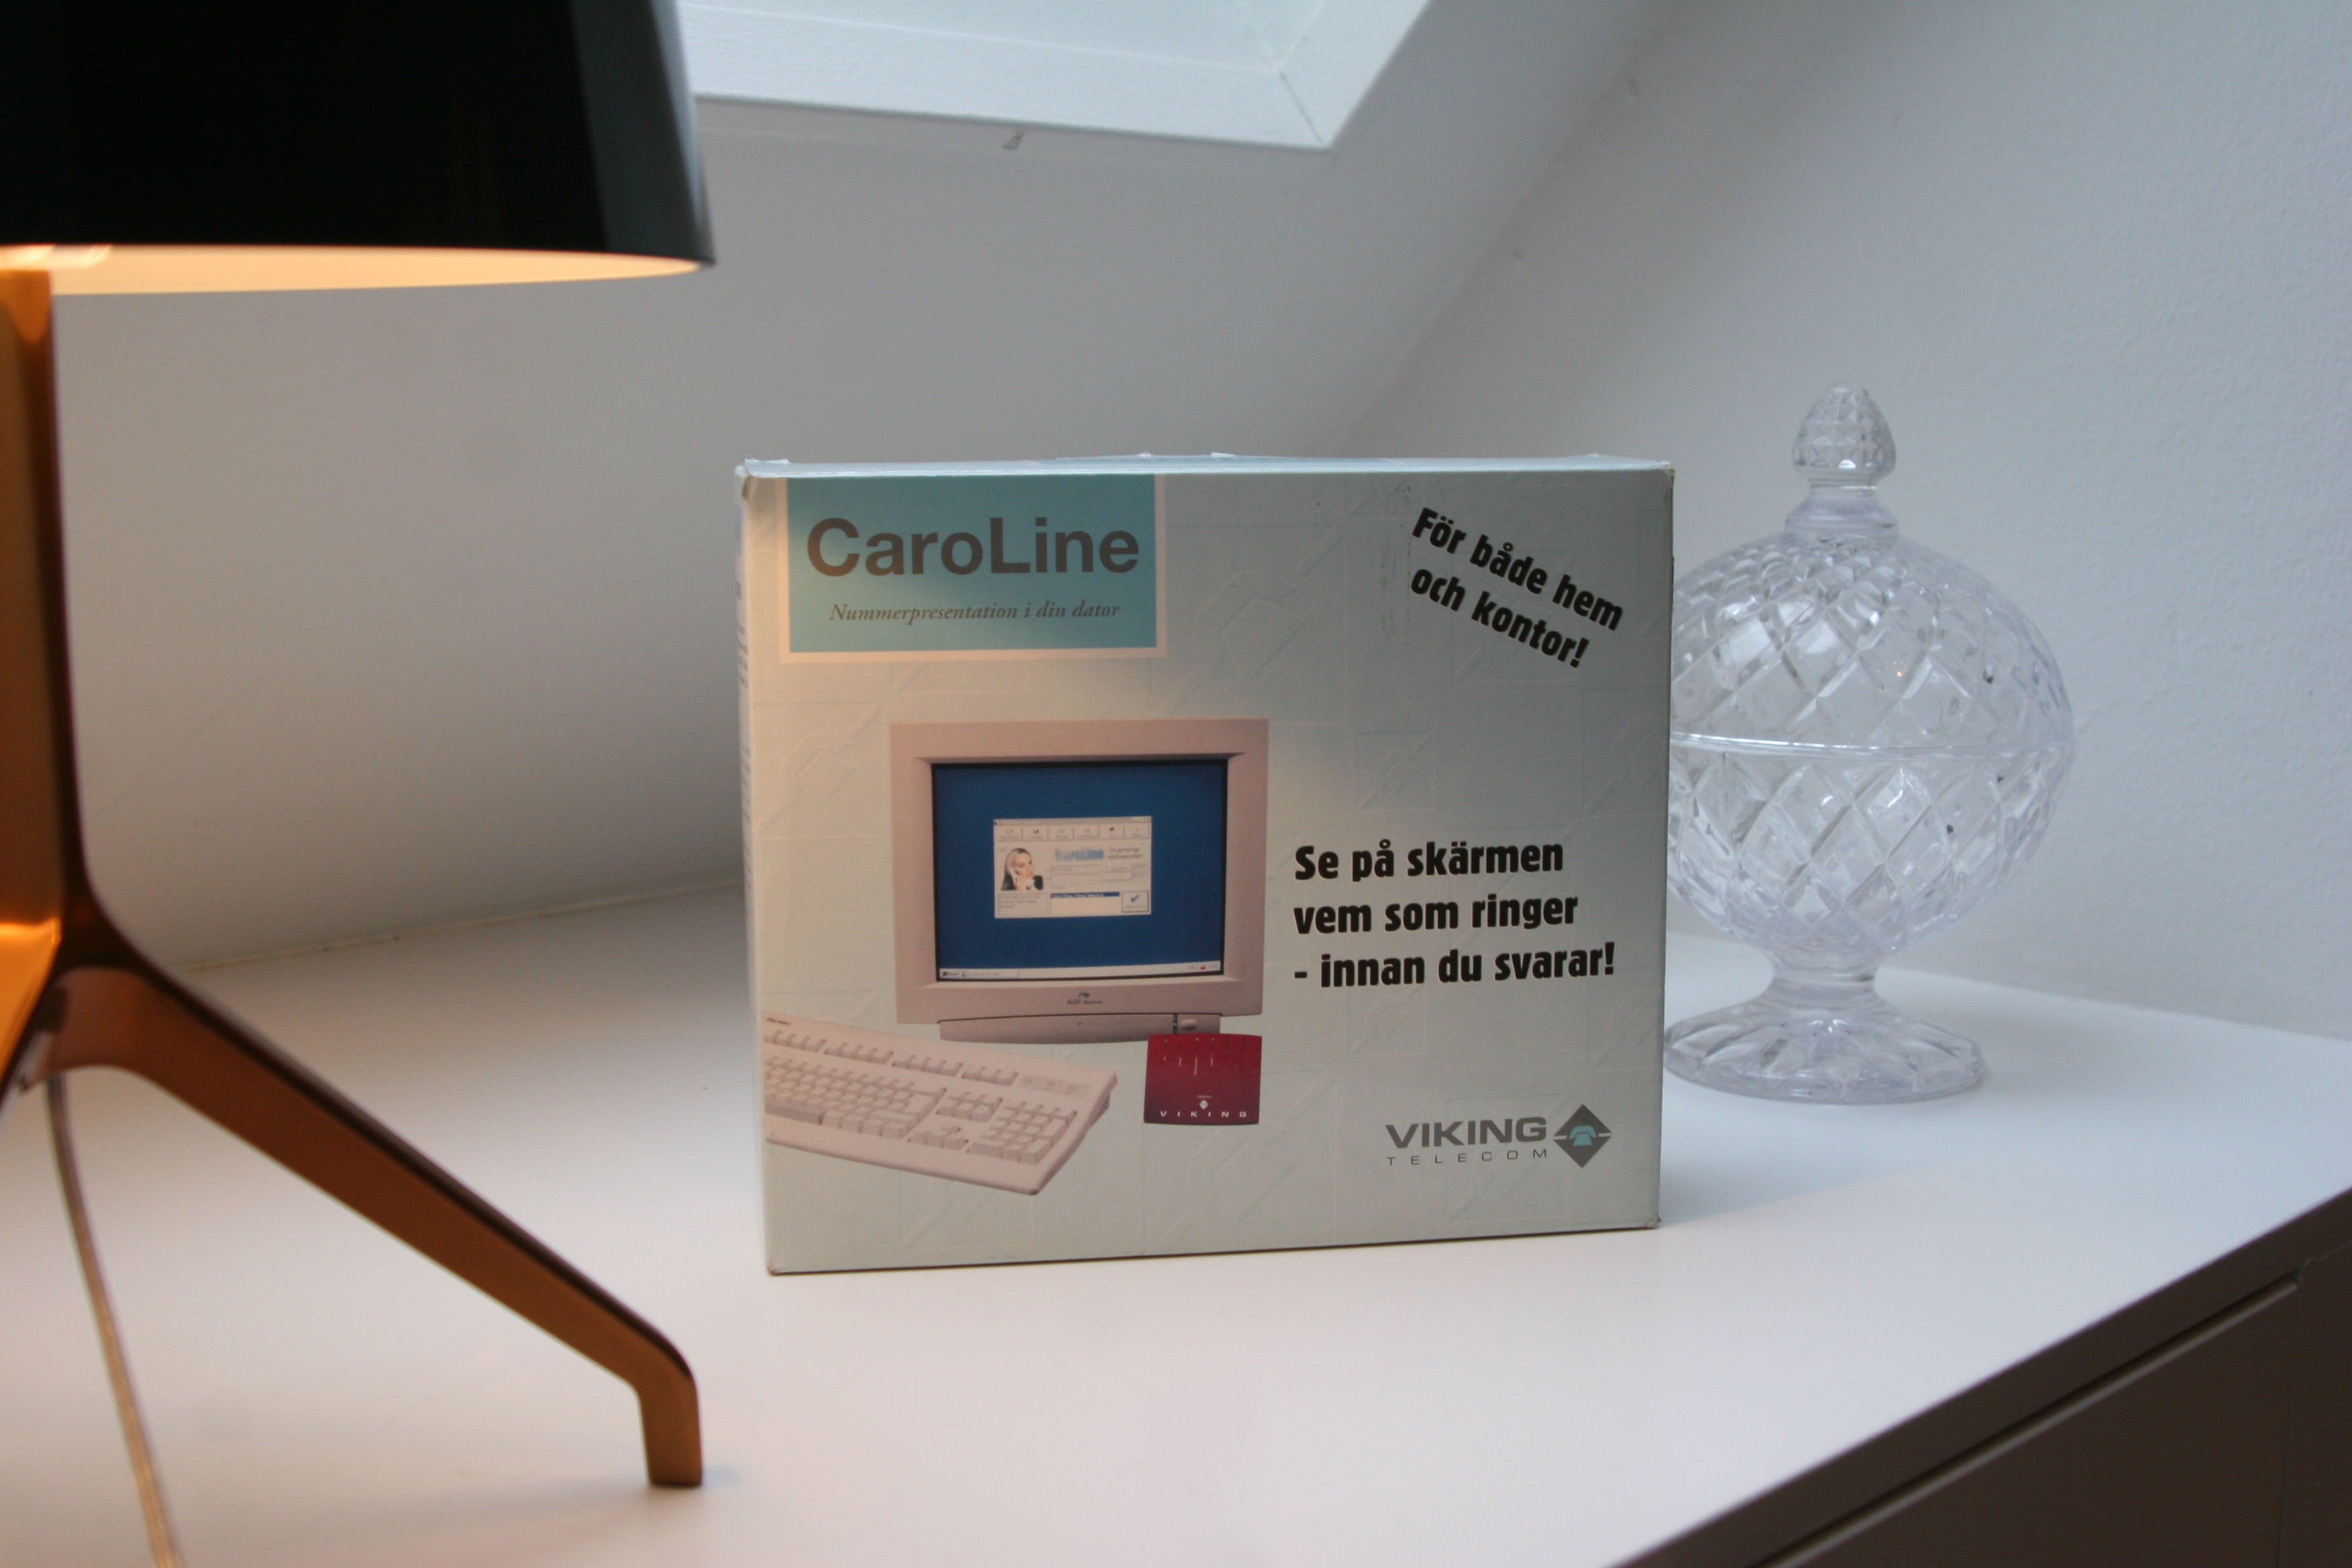 CaroLine
Nummerpresentation i din dator
För både hem
och kontor!
CaroLine
Se på skärmen
vem som ringer
- innan du svarar!
VIKING
VIKING
TELECOM